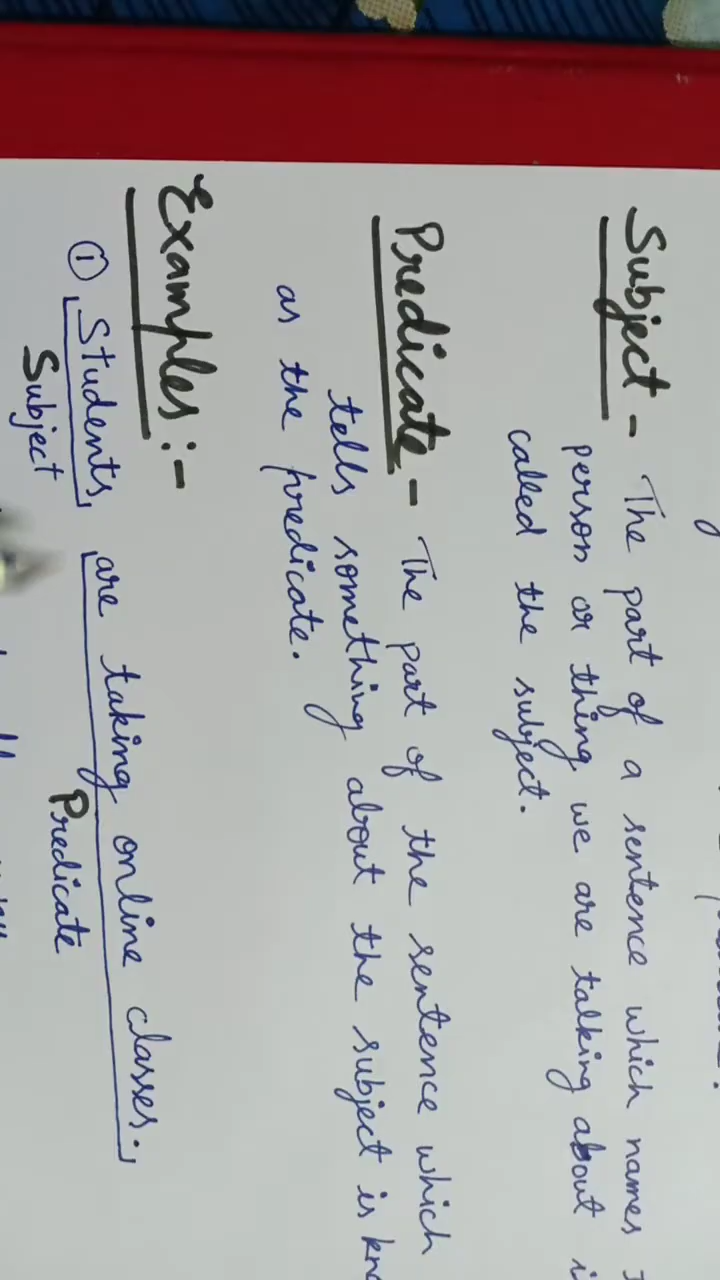 Subject - The part of a sentence which names
person or thing we are talking about
called the subject.
Predicate - The part of the sentence which
tells something about the subject is
as the predicate.
Examples:-
① Students are taking online classes.
Subject Predicate